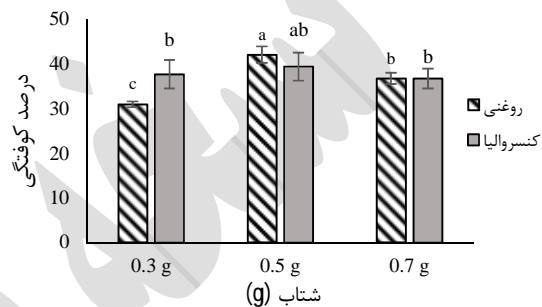 50
40
30
20
10
0
درصد کوفتگی
c
b
a
ab
b
b
0.3 g
0.5 g
0.7 g
شتاب (g)
روغنی
کنسروالیا